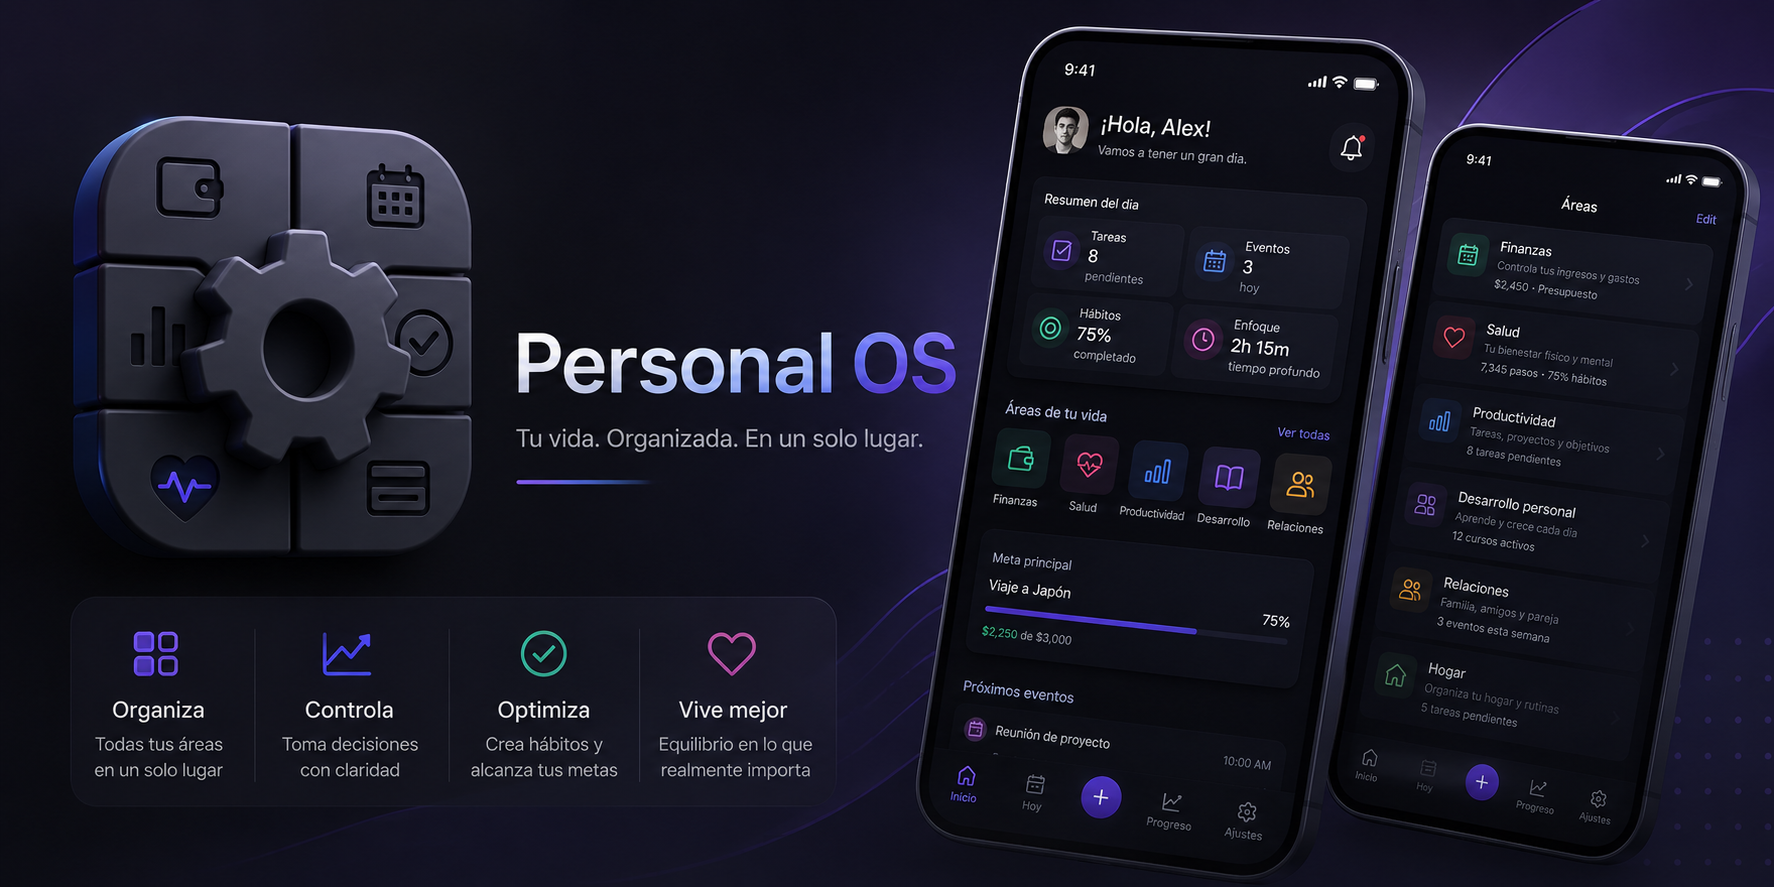 Personal OS
Tu vida. Organizada. En un solo lugar.
Organiza
Todas tus áreas
en un solo lugar
Controla
Toma decisiones
con claridad
Optimiza
Crea hábitos y
alcanza tus metas
Vive mejor
Equilibrio en lo que
realmente importa
9:41
¡Hola, Alex!
Vamos a tener un gran día.
Resumen del día
Tareas
8
pendientes
Eventos
3
hoy
Hábitos
75%
completado
Enfoque
2h 15m
tiempo profundo
Áreas de tu vida
Ver todas
Finanzas
Salud
Productividad
Desarrollo
Relaciones
Meta principal
Viaje a Japón
75%
$2,250 de $3,000
Próximos eventos
Reunión de proyecto
10:00 AM
Inicio
Hoy
Progreso
Ajustes
9:41
Áreas
Edit
Finanzas
Controla tus ingresos y gastos
$2,450 • Presupuesto
Salud
Tu bienestar físico y mental
7,345 pasos • 75% hábitos
Productividad
Tareas, proyectos y objetivos
8 tareas pendientes
Desarrollo personal
Aprende y crece cada día
12 cursos activos
Relaciones
Familia, amigos y pareja
3 eventos esta semana
Hogar
Organiza tu hogar y rutinas
5 tareas pendientes
Inicio
Hoy
Progreso
Ajustes